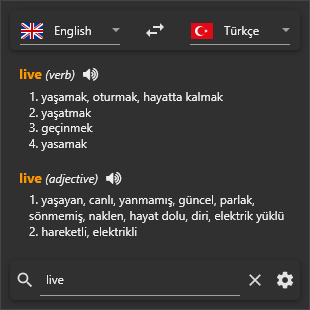 English Türkçe
live (verb)
1. yaşamak, oturmak, hayatta kalmak
2. yaşatmak
3. geçinmek
4. yasamak
live (adjective)
1. yaşayan, canlı, yanmamış, güncel, parlak,
sönmemiş, naklen, hayat dolu, diri, elektrik yüklü
2. hareketli, elektrikli
live